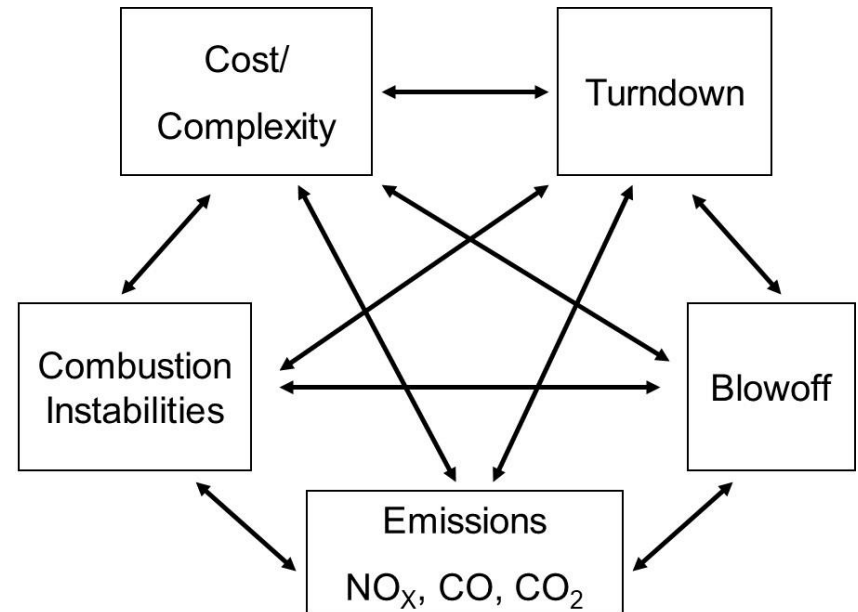 Cost/
Complexity
Turndown
Combustion
Instabilities
Blowoff
Emissions
NOₓ, CO, CO₂